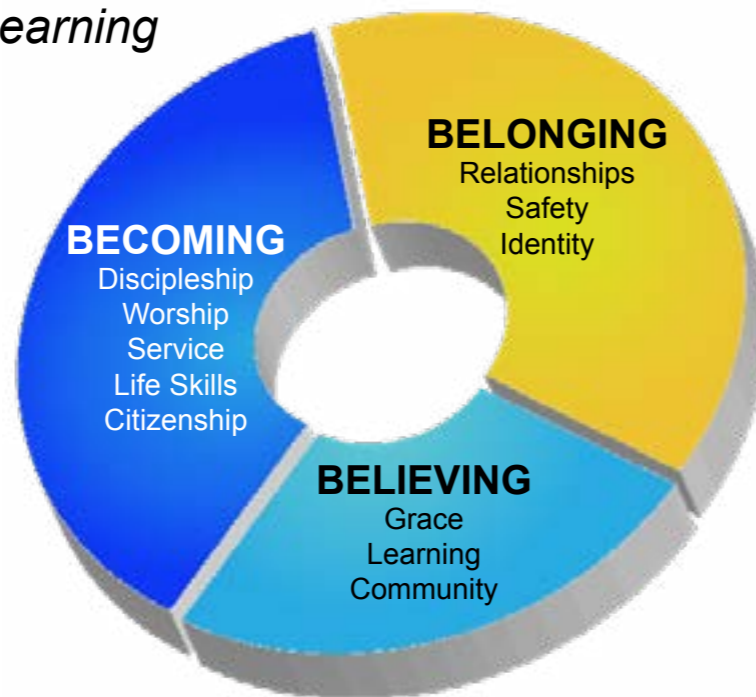 earning
BELONGING
Relationships
Safety
Identity
BECOMING
Discipleship
Worship
Service
Life Skills
Citizenship
BELIEVING
Grace
Learning
Community